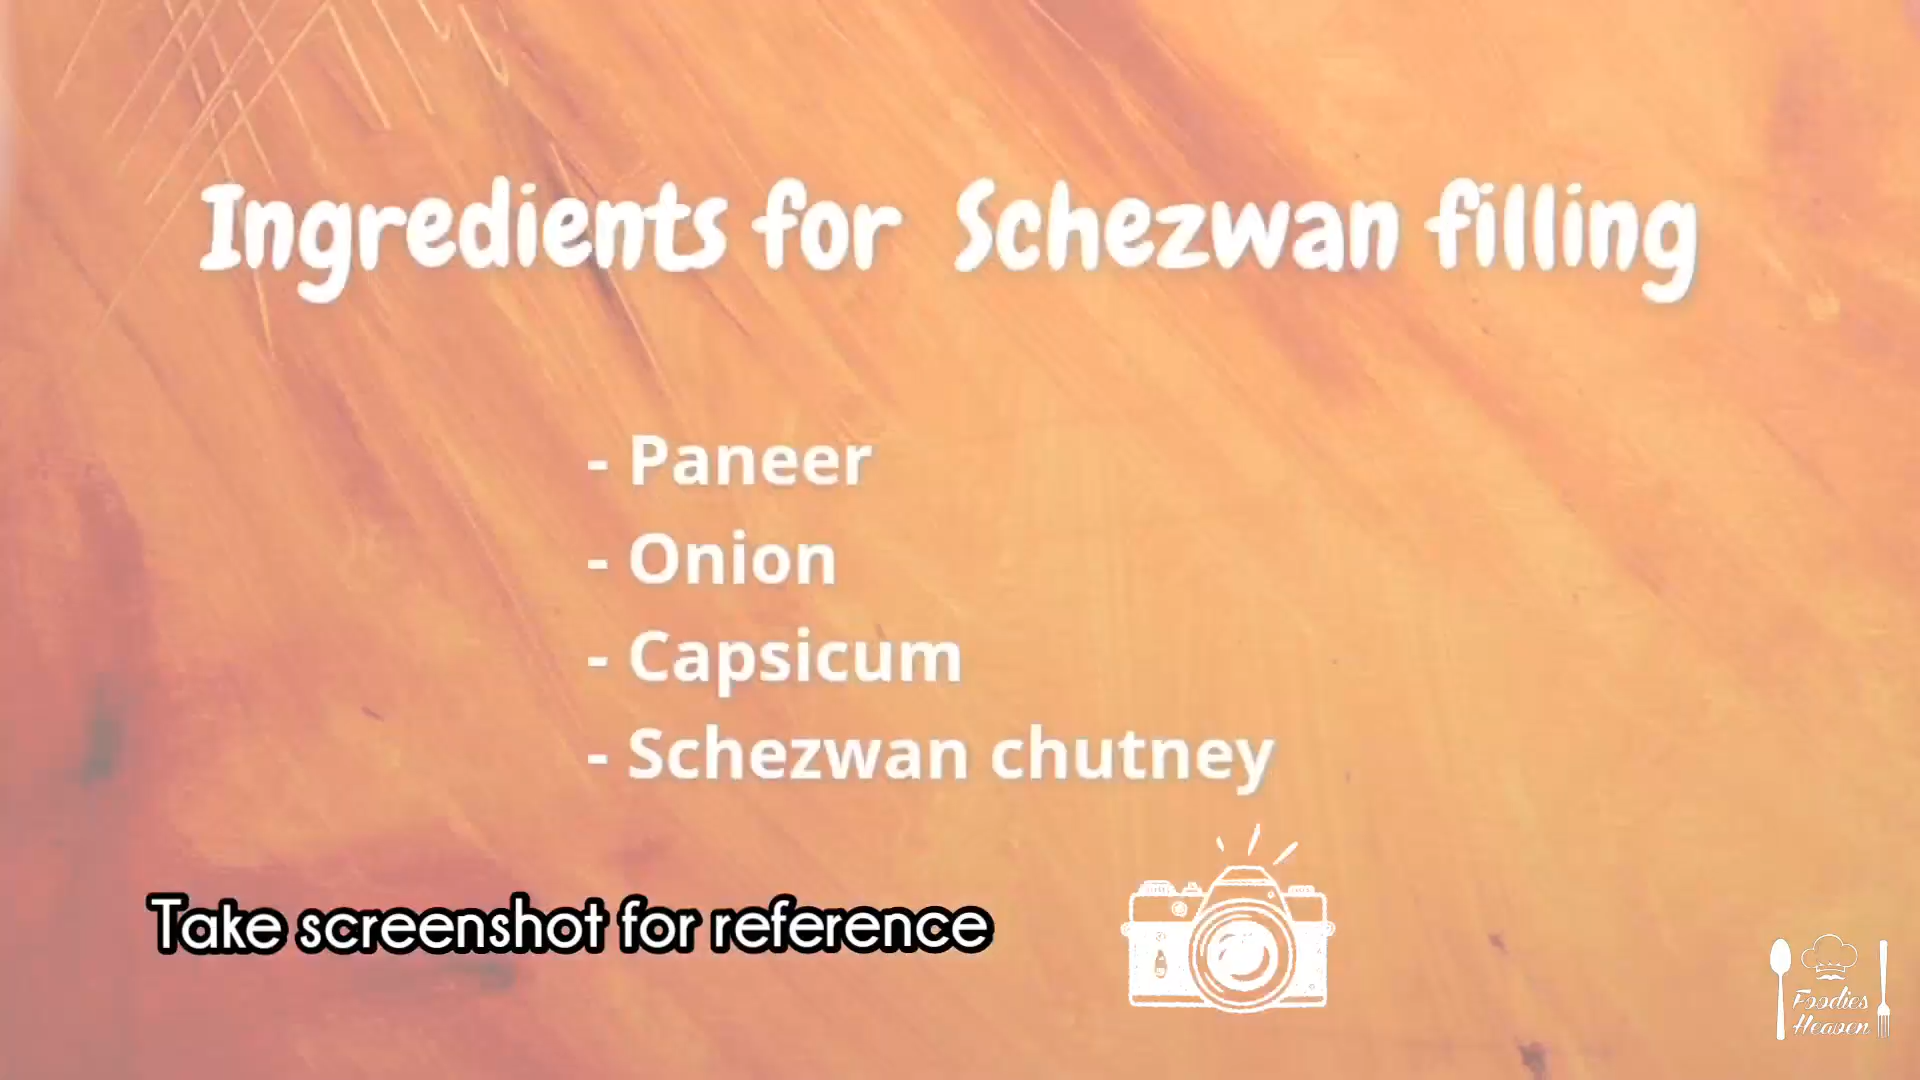 Ingredients for Schezwan filling
- Paneer
- Onion
- Capsicum
- Schezwan chutney
Take screenshot for reference
Foodies
Heaven